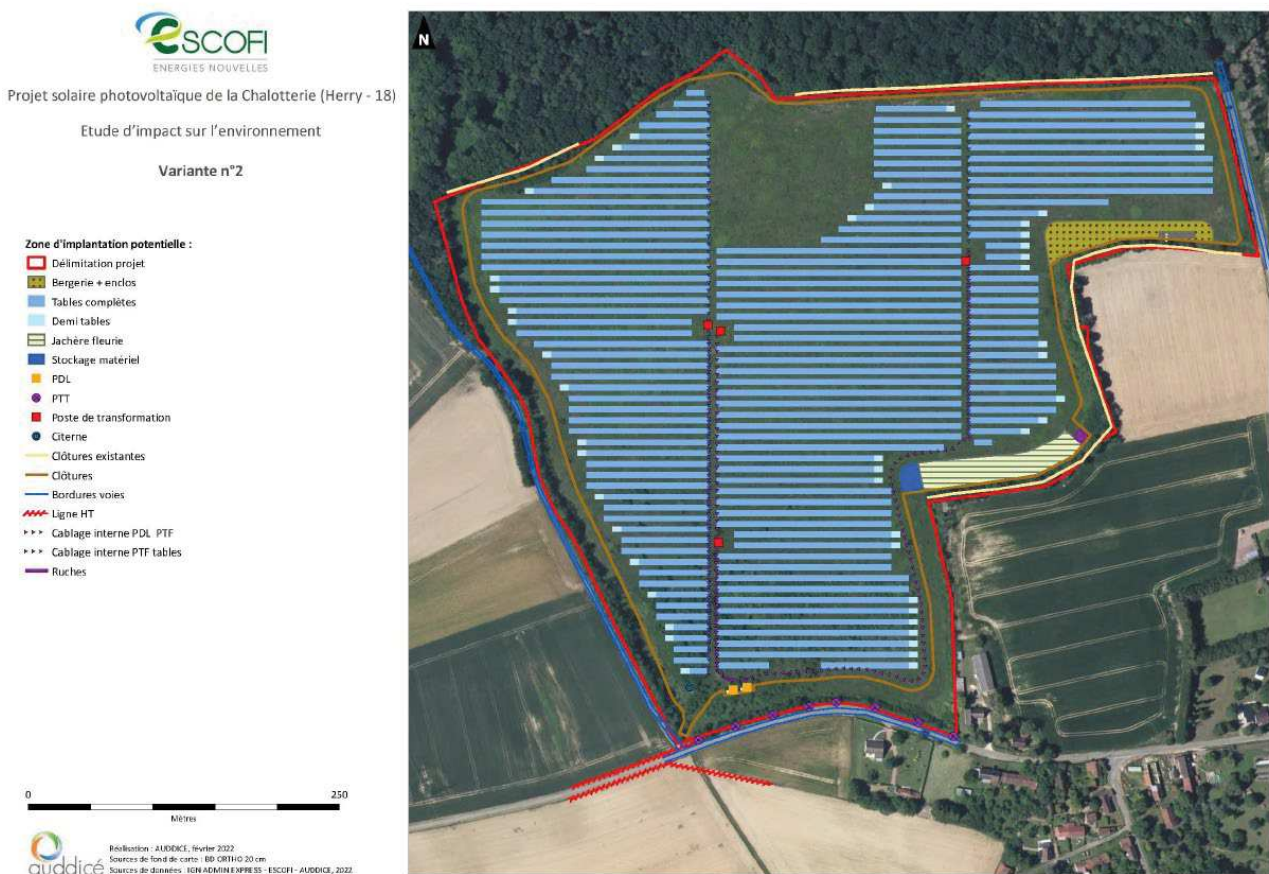 ESCOFI
ENERGIES NOUVELLES
Projet solaire photovoltaïque de la Chalotterie (Herry - 18)
Etude d'impact sur l'environnement
Variante n°2
Zone d'implantation potentielle :
Délimitation projet
Bergerie + enclos
Tables complètes
Demi tables
Jachère fleurie
Stockage matériel
PDL
PTT
Poste de transformation
Citerne
Clôtures existantes
Clôtures
Bordures voies
Ligne HT
Cablage interne PDL PTF
Cablage interne PTF tables
Ruches
0 250
Mètres
auddicé
Réalisation : AUDDICE, février 2022
Sources de fond de carte : BD ORTHO 20 cm
Sources de données : IGN ADMIN EXPRESS - ESCOFI - AUDDICE, 2022
N